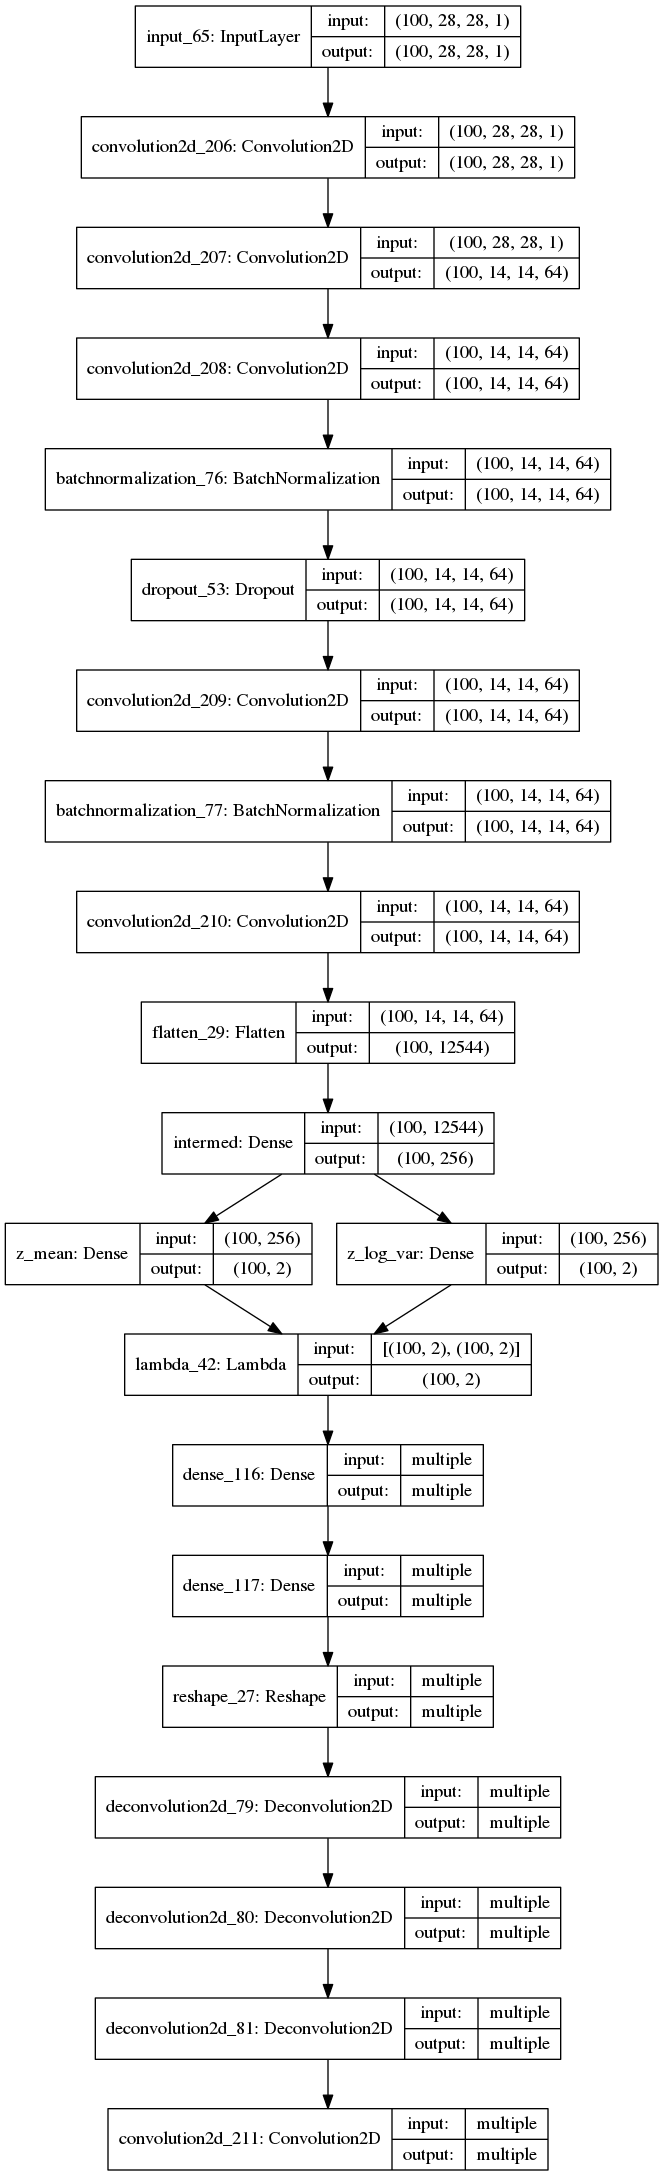 input_65: InputLayer
input: (100, 28, 28, 1)
output: (100, 28, 28, 1)
convolution2d_206: Convolution2D
input: (100, 28, 28, 1)
output: (100, 28, 28, 1)
convolution2d_207: Convolution2D
input: (100, 28, 28, 1)
output: (100, 14, 14, 64)
convolution2d_208: Convolution2D
input: (100, 14, 14, 64)
output: (100, 14, 14, 64)
batchnormalization_76: BatchNormalization
input: (100, 14, 14, 64)
output: (100, 14, 14, 64)
dropout_53: Dropout
input: (100, 14, 14, 64)
output: (100, 14, 14, 64)
convolution2d_209: Convolution2D
input: (100, 14, 14, 64)
output: (100, 14, 14, 64)
batchnormalization_77: BatchNormalization
input: (100, 14, 14, 64)
output: (100, 14, 14, 64)
convolution2d_210: Convolution2D
input: (100, 14, 14, 64)
output: (100, 14, 14, 64)
flatten_29: Flatten
input: (100, 14, 14, 64)
output: (100, 12544)
intermed: Dense
input: (100, 12544)
output: (100, 256)
z_mean: Dense
input: (100, 256)
output: (100, 2)
z_log_var: Dense
input: (100, 256)
output: (100, 2)
lambda_42: Lambda
input: [(100, 2), (100, 2)]
output: (100, 2)
dense_116: Dense
input: multiple
output: multiple
dense_117: Dense
input: multiple
output: multiple
reshape_27: Reshape
input: multiple
output: multiple
deconvolution2d_79: Deconvolution2D
input: multiple
output: multiple
deconvolution2d_80: Deconvolution2D
input: multiple
output: multiple
deconvolution2d_81: Deconvolution2D
input: multiple
output: multiple
convolution2d_211: Convolution2D
input: multiple
output: multiple